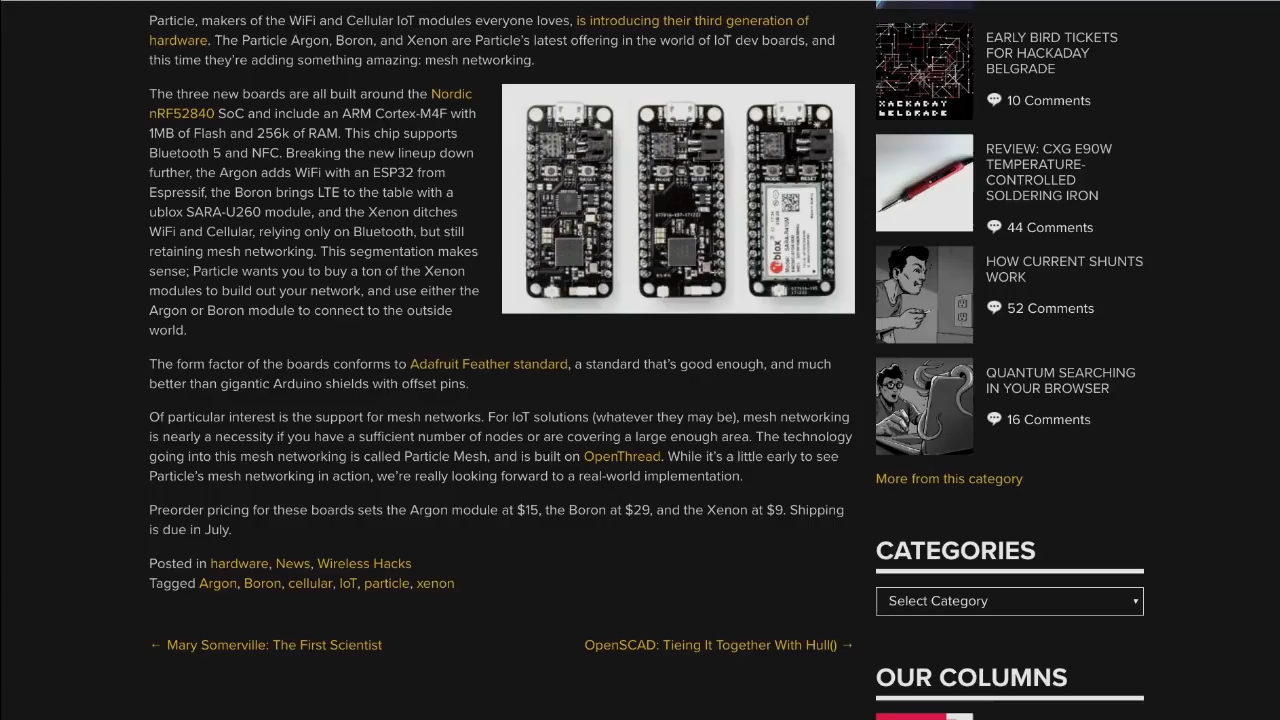 Particle, makers of the WiFi and Cellular IoT modules everyone loves, is introducing their third generation of
hardware. The Particle Argon, Boron, and Xenon are Particle's latest offering in the world of IoT dev boards, and
this time they're adding something amazing: mesh networking.
The three new boards are all built around the Nordic
nRF52840 SoC and include an ARM Cortex-M4F with
1MB of Flash and 256k of RAM. This chip supports
Bluetooth 5 and NFC. Breaking the new lineup down
further, the Argon adds WiFi with an ESP32 from
Espressif, the Boron brings LTE to the table with a
ublox SARA-U260 module, and the Xenon ditches
WiFi and Cellular, relying only on Bluetooth, but still
retaining mesh networking. This segmentation makes
sense; Particle wants you to buy a ton of the Xenon
modules to build out your network, and use either the
Argon or Boron module to connect to the outside
world.
MODE
RESET
MODE
RESET
MODE
RESET
ublox
The form factor of the boards conforms to Adafruit Feather standard, a standard that's good enough, and much
better than gigantic Arduino shields with offset pins.
Of particular interest is the support for mesh networks. For IoT solutions (whatever they may be), mesh networking
is nearly a necessity if you have a sufficient number of nodes or are covering a large enough area. The technology
going into this mesh networking is called Particle Mesh, and is built on OpenThread. While it's a little early to see
Particle's mesh networking in action, we're really looking forward to a real-world implementation.
Preorder pricing for these boards sets the Argon module at $15, the Boron at $29, and the Xenon at $9. Shipping
is due in July.
Posted in hardware, News, Wireless Hacks
Tagged Argon, Boron, cellular, IoT, particle, xenon
← Mary Somerville: The First Scientist
OpenSCAD: Tieing It Together With Hull() →
HACKADAY
BELGRADE
EARLY BIRD TICKETS
FOR HACKADAY
BELGRADE
10 Comments
REVIEW: CXG E90W
TEMPERATURE-
CONTROLLED
SOLDERING IRON
44 Comments
HOW CURRENT SHUNTS
WORK
52 Comments
QUANTUM SEARCHING
IN YOUR BROWSER
16 Comments
More from this category
CATEGORIES
Select Category
OUR COLUMNS